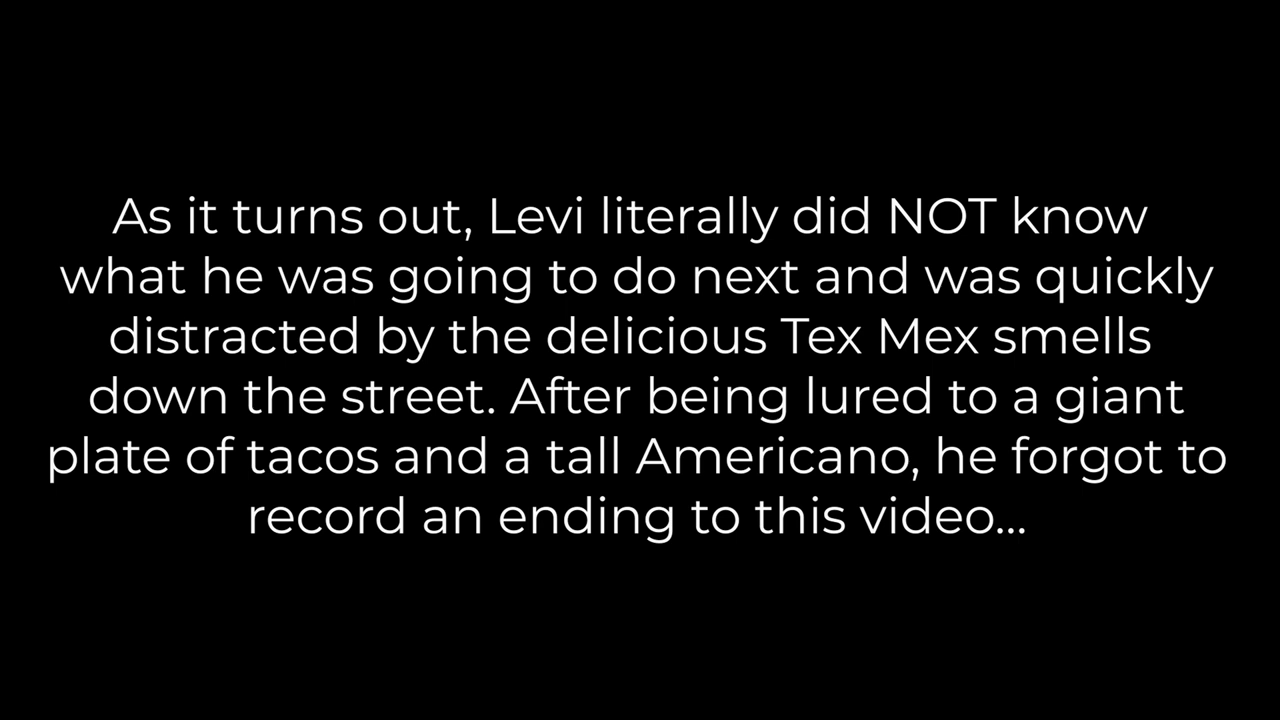 As it turns out, Levi literally did NOT know
what he was going to do next and was quickly
distracted by the delicious Tex Mex smells
down the street. After being lured to a giant
plate of tacos and a tall Americano, he forgot to
record an ending to this video...